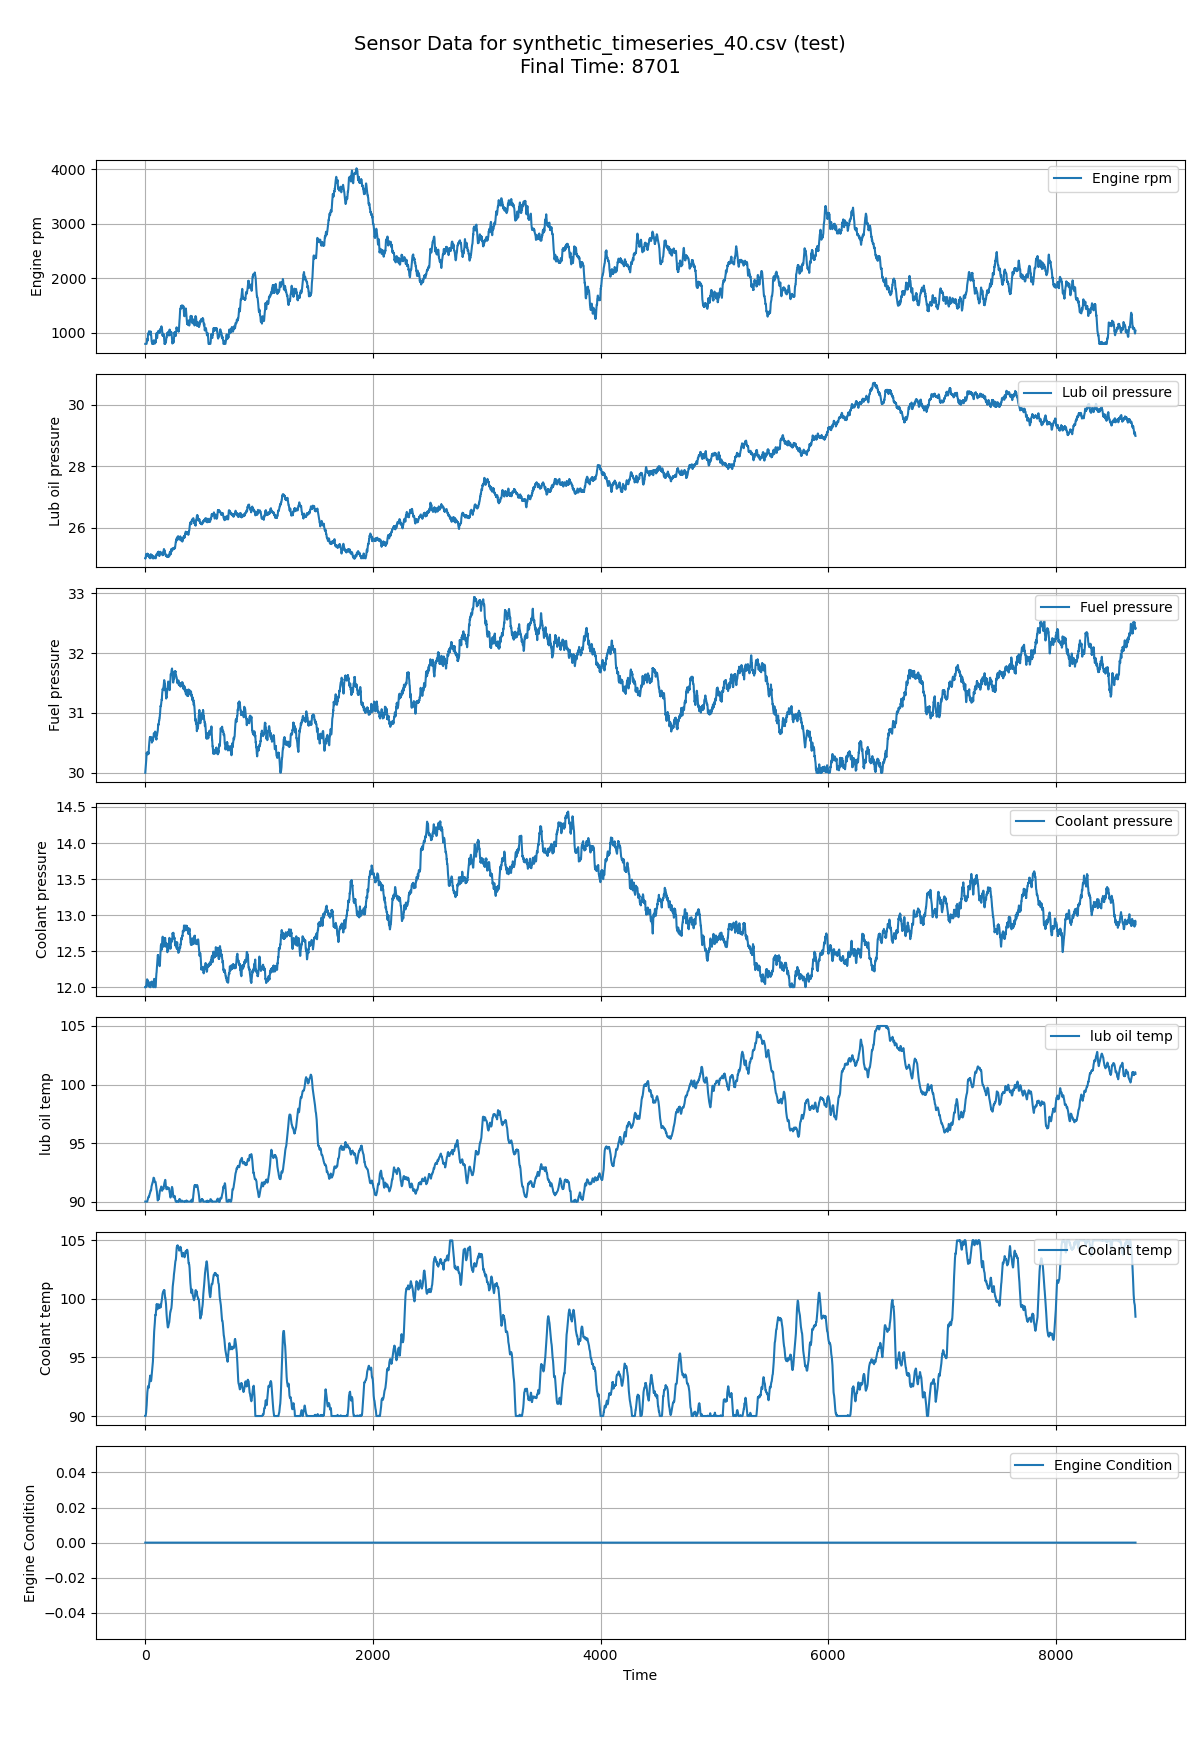 Sensor Data for synthetic_timeseries_40.csv (test)
Final Time: 8701
4000
3000
2000
1000
Engine rpm
Engine rpm
30
28
26
Lub oil pressure
Lub oil pressure
33
32
31
30
Fuel pressure
Fuel pressure
14.5
14.0
13.5
13.0
12.5
12.0
Coolant pressure
Coolant pressure
105
100
95
90
lub oil temp
lub oil temp
105
100
95
90
Coolant temp
Coolant temp
0.04
0.02
0.00
−0.02
−0.04
Engine Condition
Engine Condition
0 2000 4000 6000 8000
Time